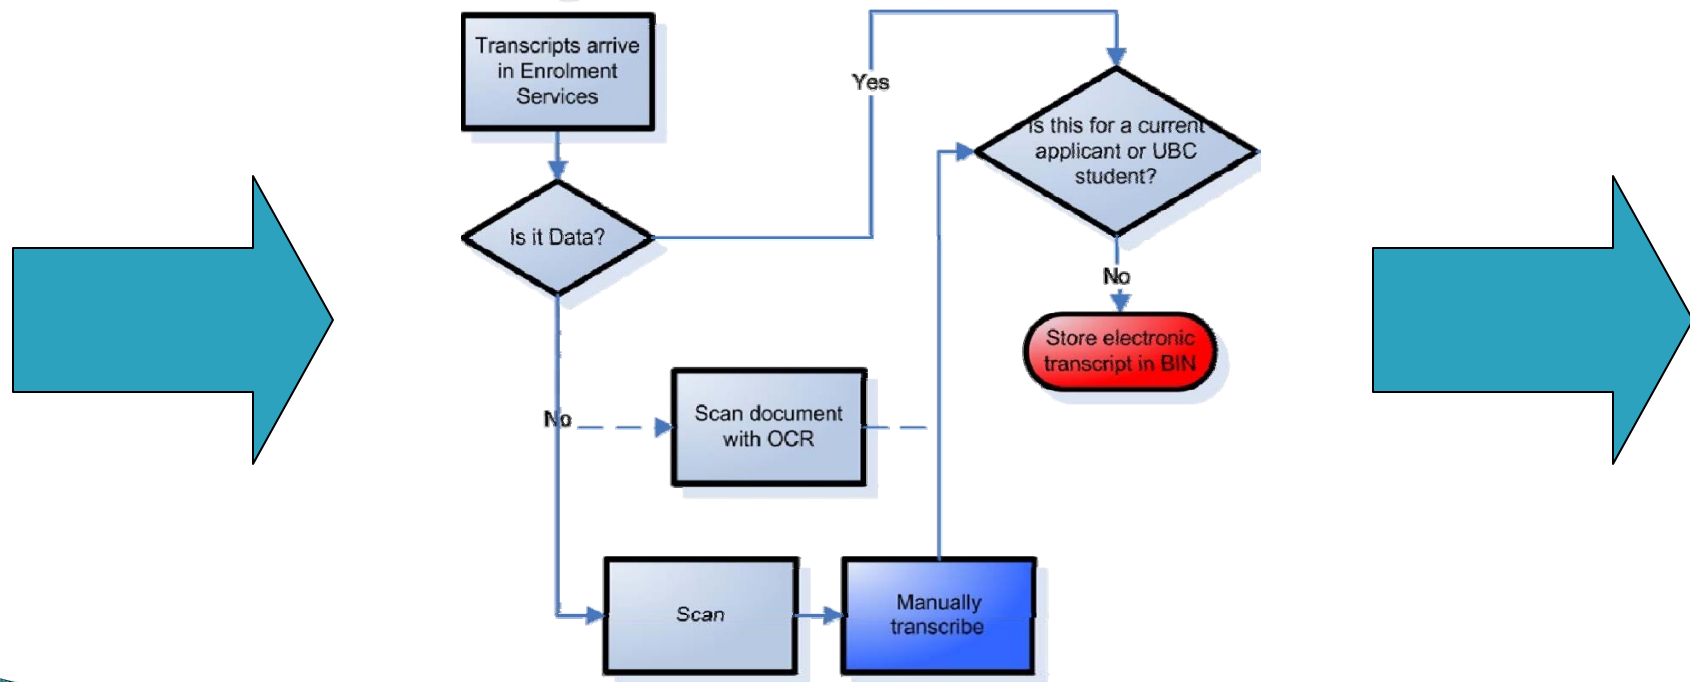 Transcripts arrive
in Enrolment
Services
Yes
Is this for a current
applicant or UBC
student?
Is it Data?
No
Store electronic
transcript in BIN
No
Scan document
with OCR
Scan
Manually
transcribe